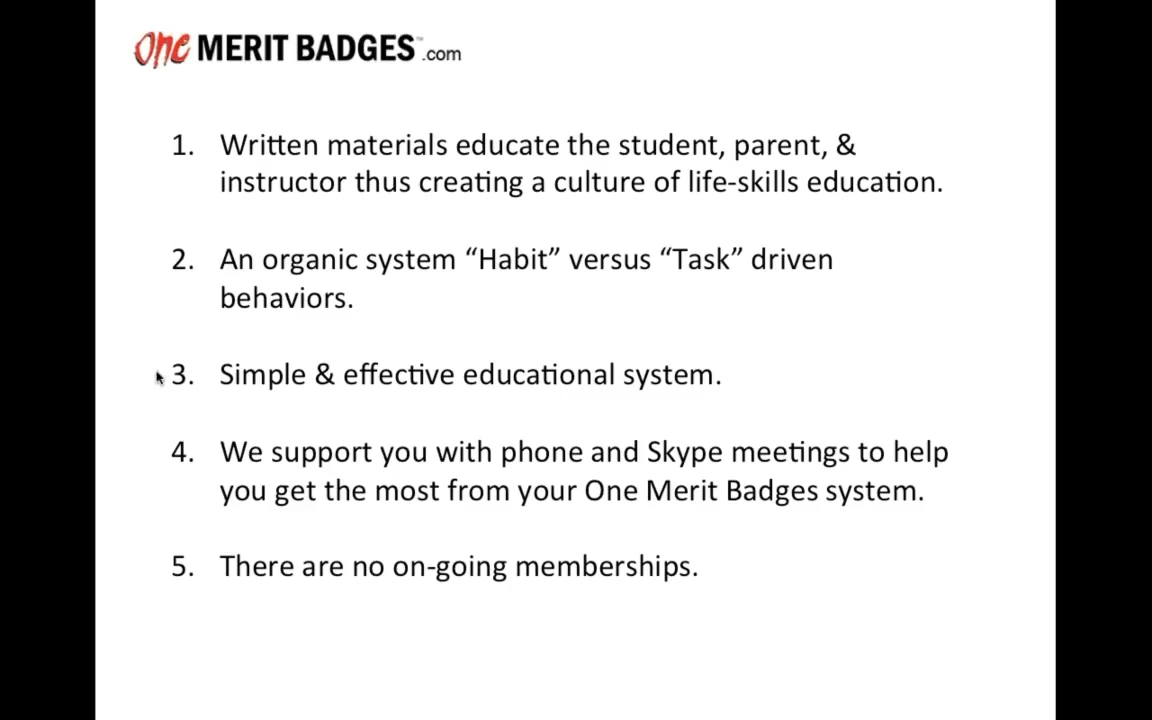 One MERIT BADGES™.com
1. Written materials educate the student, parent, &
instructor thus creating a culture of life-skills education.
2. An organic system “Habit” versus “Task” driven
behaviors.
3. Simple & effective educational system.
4. We support you with phone and Skype meetings to help
you get the most from your One Merit Badges system.
5. There are no on-going memberships.